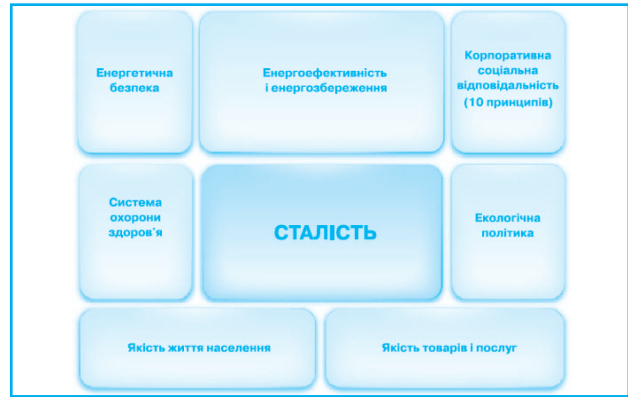 Енергетична
безпека
Енергоефективність
і енергозбереження
Корпоративна
соціальна
відповідальність
(10 принципів)
Система
охорони
здоров'я
СТАЛІСТЬ
Екологічна
політика
Якість життя населення
Якість товарів і послуг